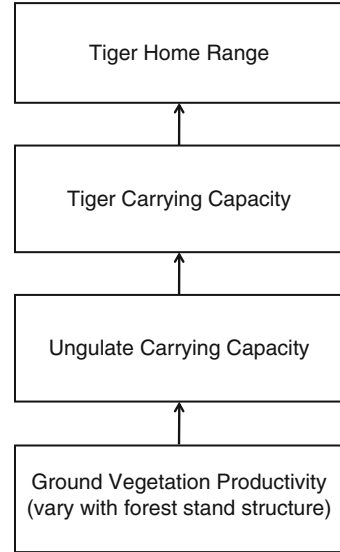 Tiger Home Range
Tiger Carrying Capacity
Ungulate Carrying Capacity
Ground Vegetation Productivity
(vary with forest stand structure)